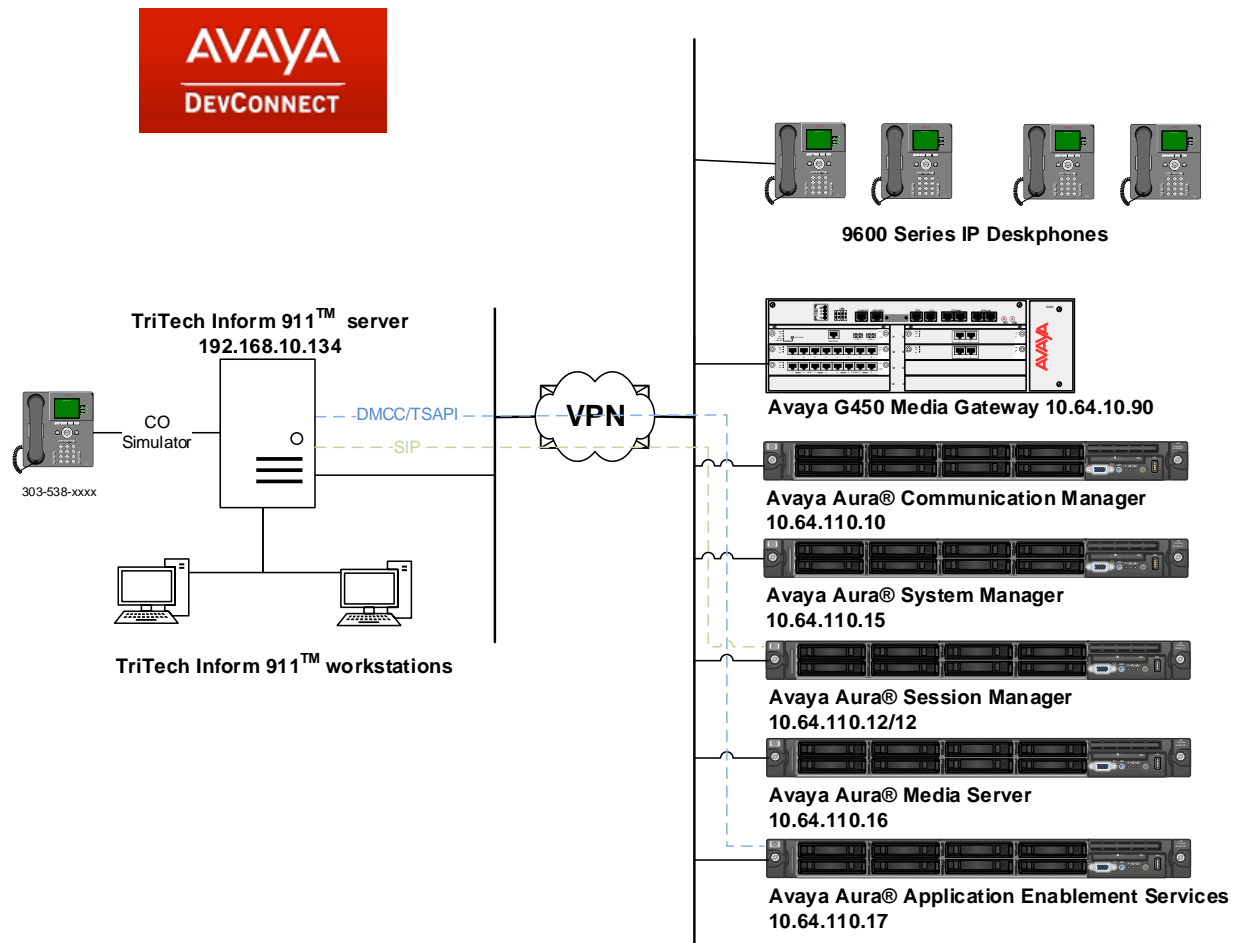 AVAYA
DEVCONNECT
9600 Series IP Deskphones
TriTech Inform 911TM server
192.168.10.134
AVAYA
Avaya G450 Media Gateway 10.64.10.90
DMCC/TSAPI
VPN
CO
Simulator
SIP
303-538-xxxx
Avaya Aura® Communication Manager
10.64.110.10
Avaya Aura® System Manager
10.64.110.15
TriTech Inform 911TM workstations
Avaya Aura® Session Manager
10.64.110.12/12
Avaya Aura® Media Server
10.64.110.16
Avaya Aura® Application Enablement Services
10.64.110.17